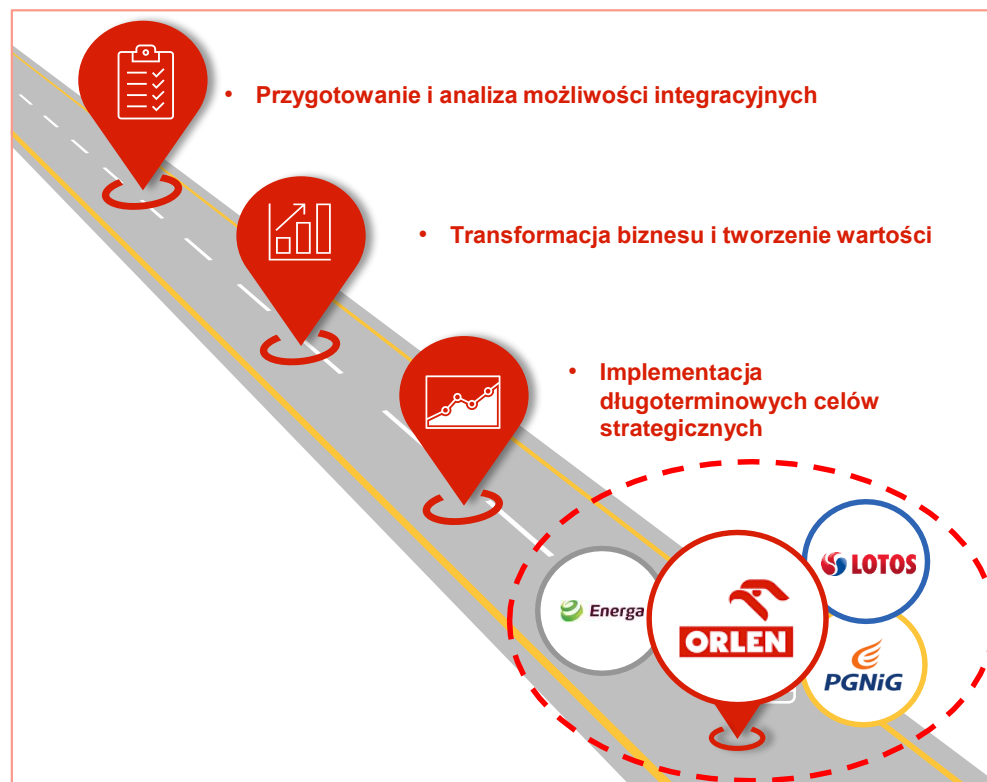 • Przygotowanie i analiza możliwości integracyjnych
• Transformacja biznesu i tworzenie wartości
• Implementacja
długoterminowych celów
strategicznych
LOTOS
Energa
ORLEN
PGNiG